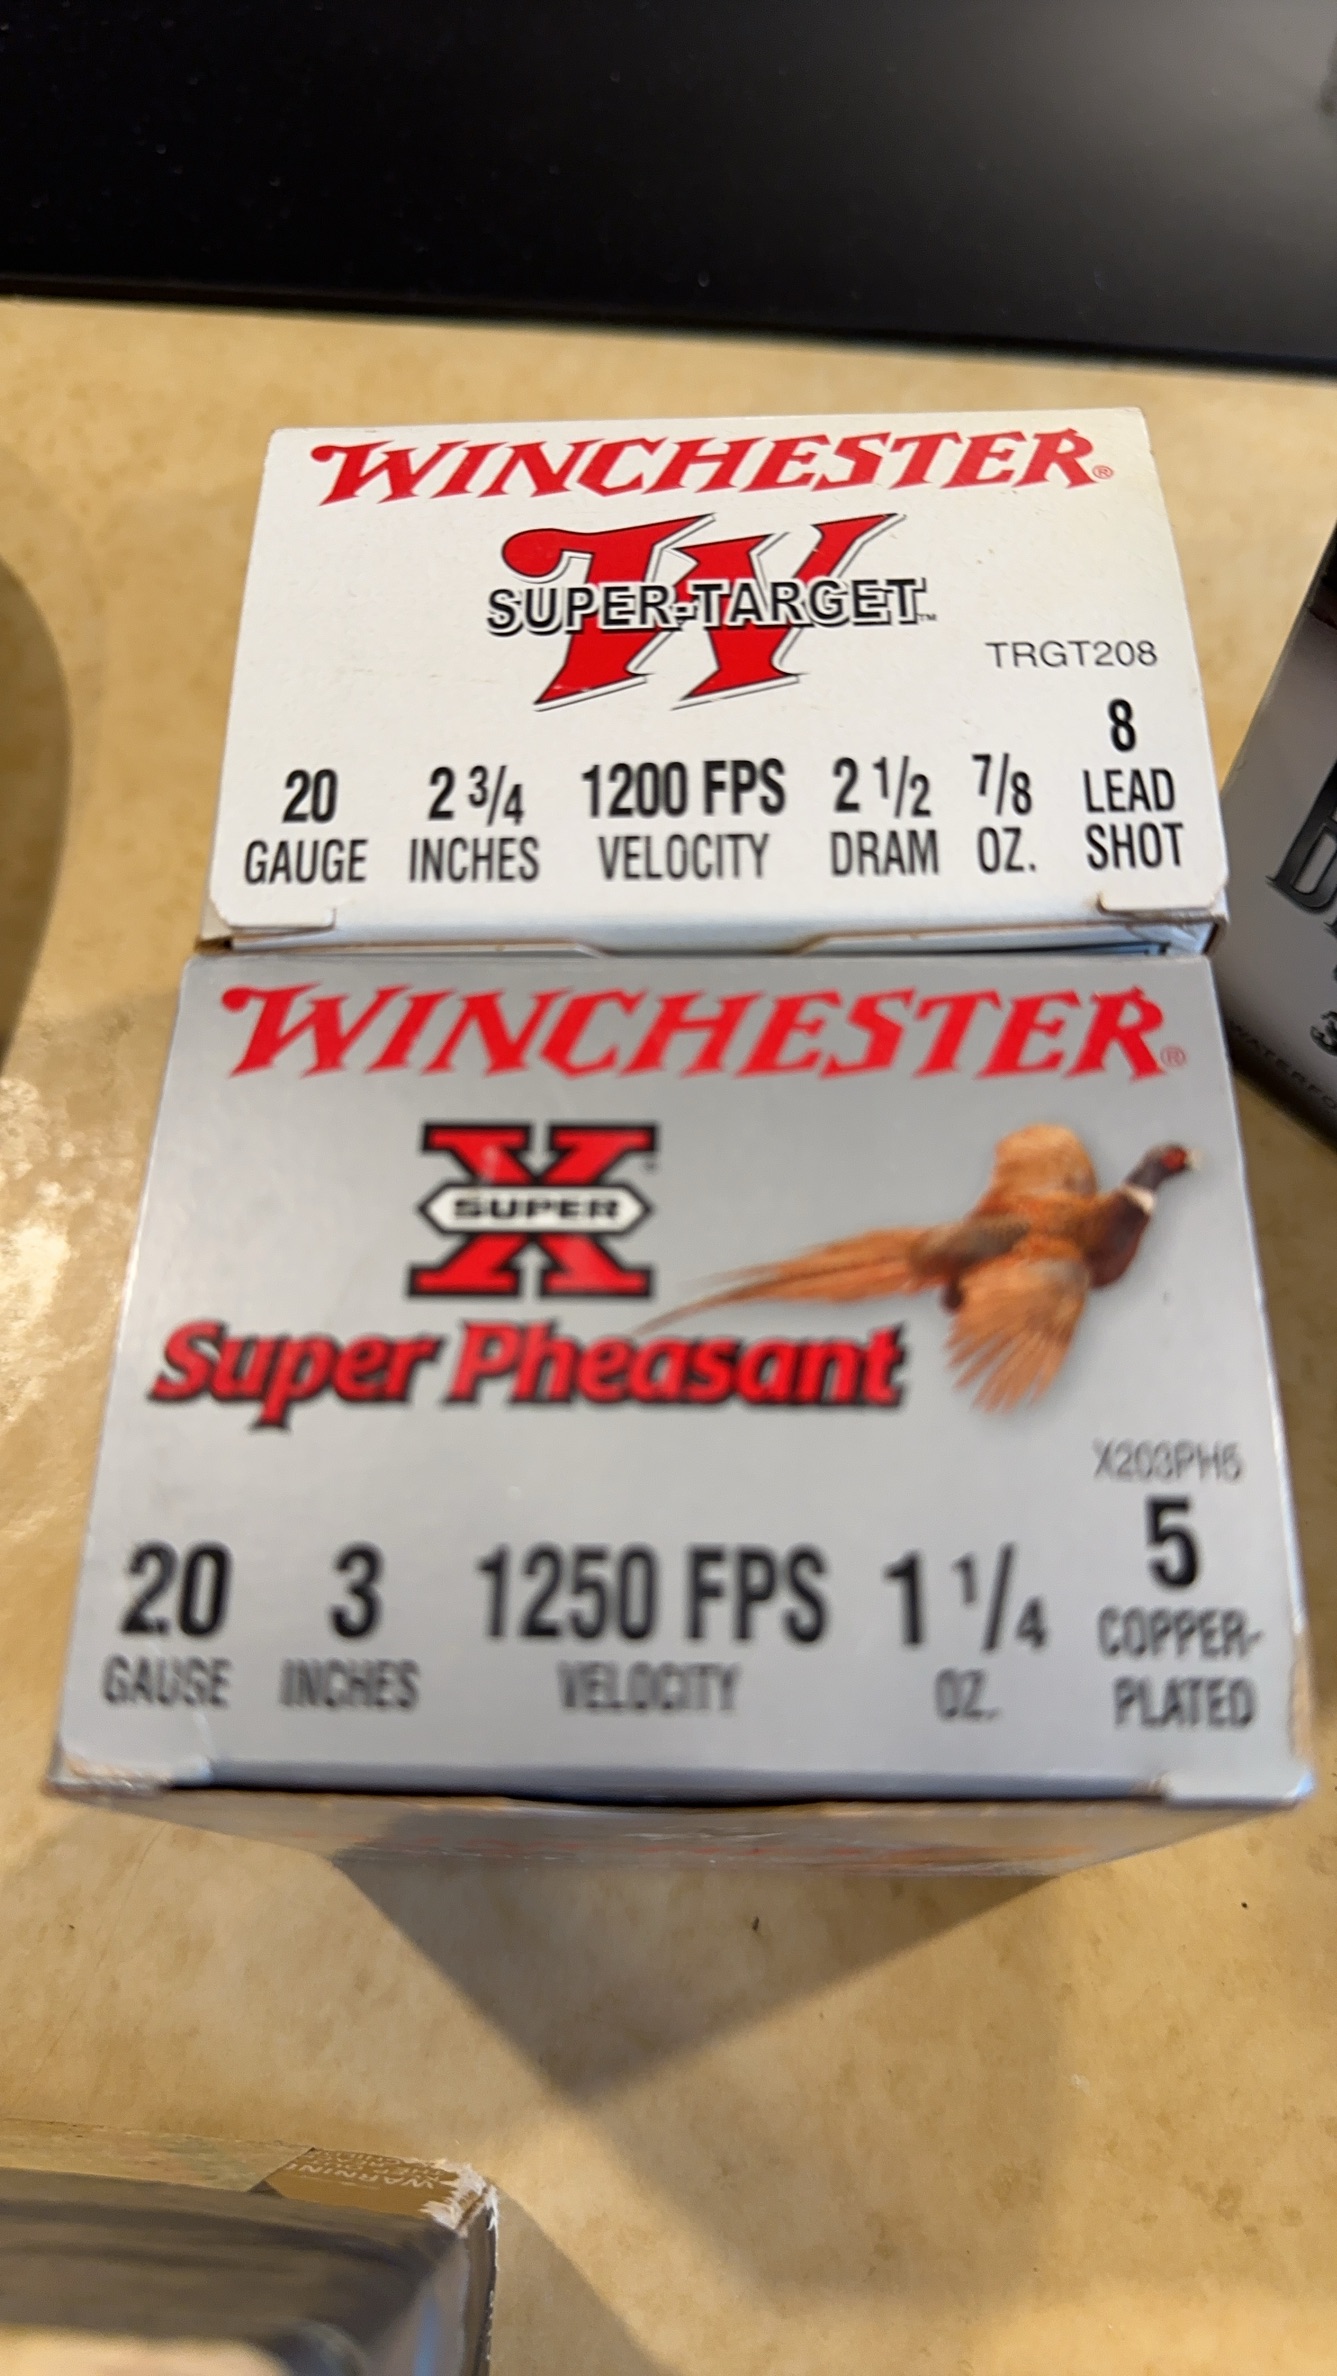 WINCHESTER®
W
SUPER-TARGET™
TRGT208
20 GAUGE
2 3/4 INCHES
1200 FPS VELOCITY
2 1/2 DRAM
7/8 OZ.
8 LEAD SHOT
WINCHESTER®
X
SUPER
Super Pheasant
X203PH5
20 GAUGE
3 INCHES
1250 FPS VELOCITY
1 1/4 OZ.
5 COPPER-PLATED
WARNING